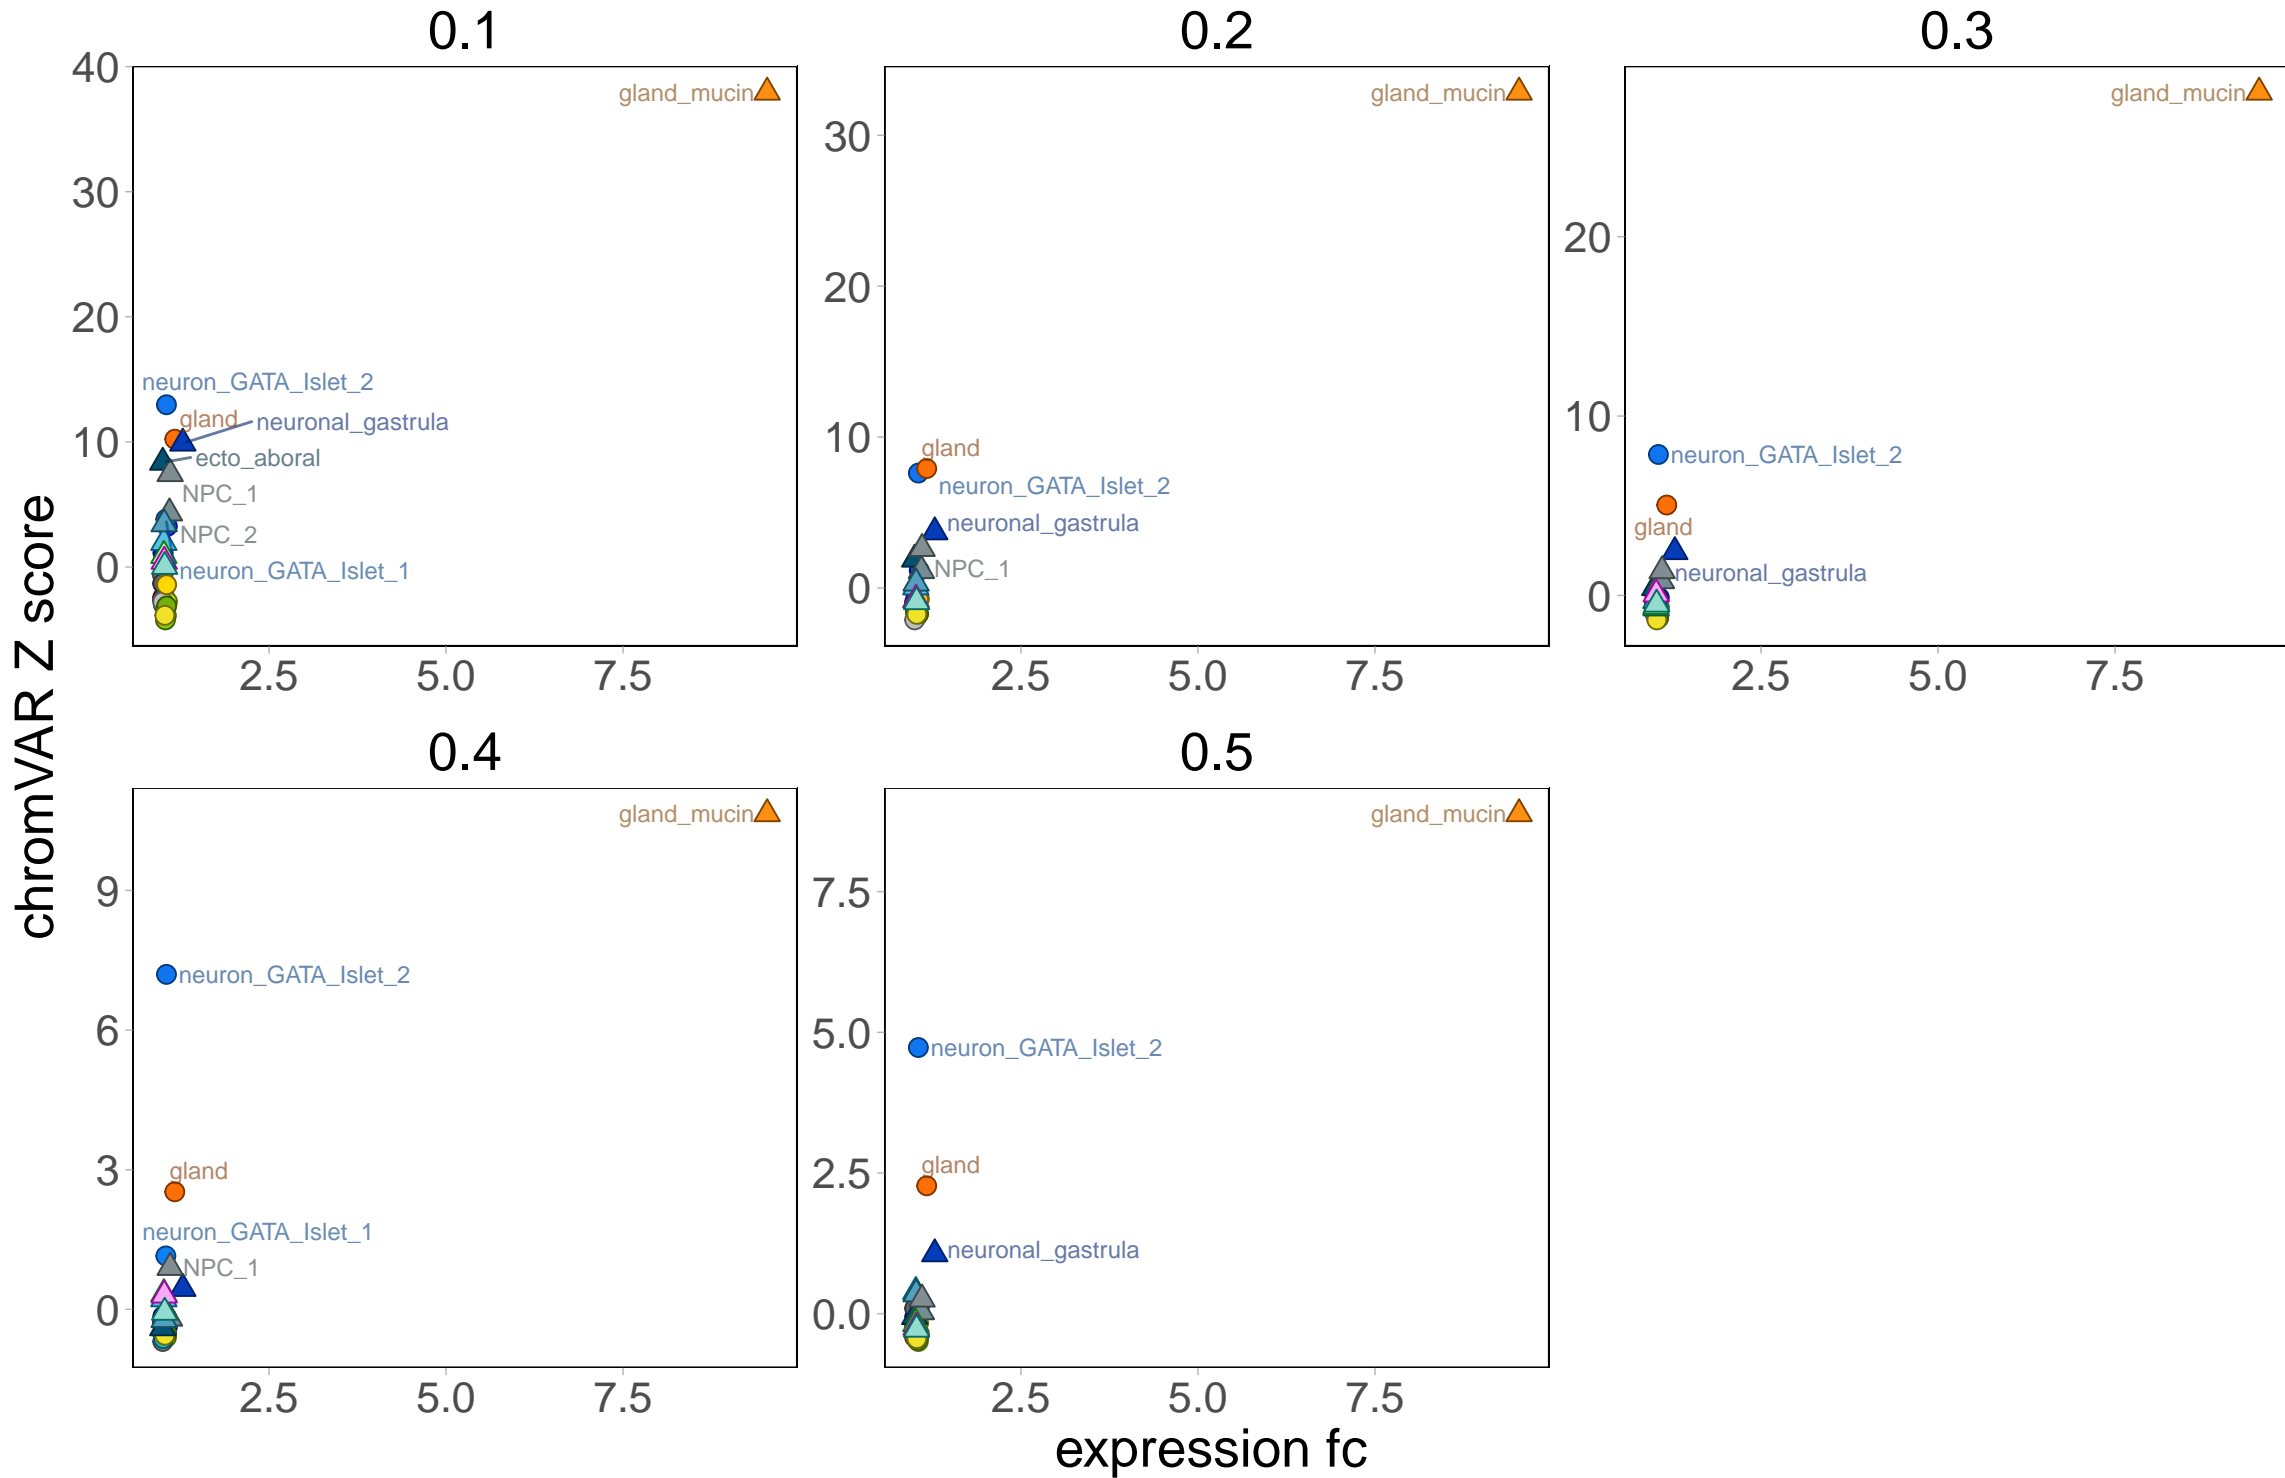 0.1
0.2
0.3
40
30
20
10
0
gland_mucin
neuron_GATA_Islet_2
gland
neuronal_gastrula
ecto_aboral
NPC_1
NPC_2
neuron_GATA_Islet_1
2.5 5.0 7.5
30
20
10
0
gland_mucin
gland
neuron_GATA_Islet_2
neuronal_gastrula
NPC_1
2.5 5.0 7.5
20
10
0
gland_mucin
neuron_GATA_Islet_2
gland
neuronal_gastrula
2.5 5.0 7.5
chromVAR Z score
0.4
0.5
9
6
3
0
gland_mucin
neuron_GATA_Islet_2
gland
neuron_GATA_Islet_1
NPC_1
2.5 5.0 7.5
7.5
5.0
2.5
0.0
gland_mucin
neuron_GATA_Islet_2
gland
neuronal_gastrula
2.5 5.0 7.5
expression fc